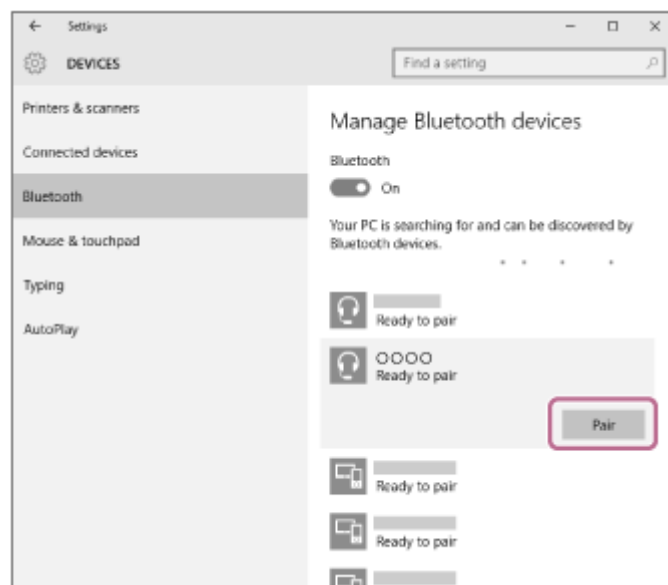 Settings
DEVICES
Find a setting
Printers & scanners
Connected devices
Bluetooth
Mouse & touchpad
Typing
AutoPlay
Manage Bluetooth devices
Bluetooth
On
Your PC is searching for and can be discovered by
Bluetooth devices.
Ready to pair
OOOO
Ready to pair
Pair
Ready to pair
Ready to pair